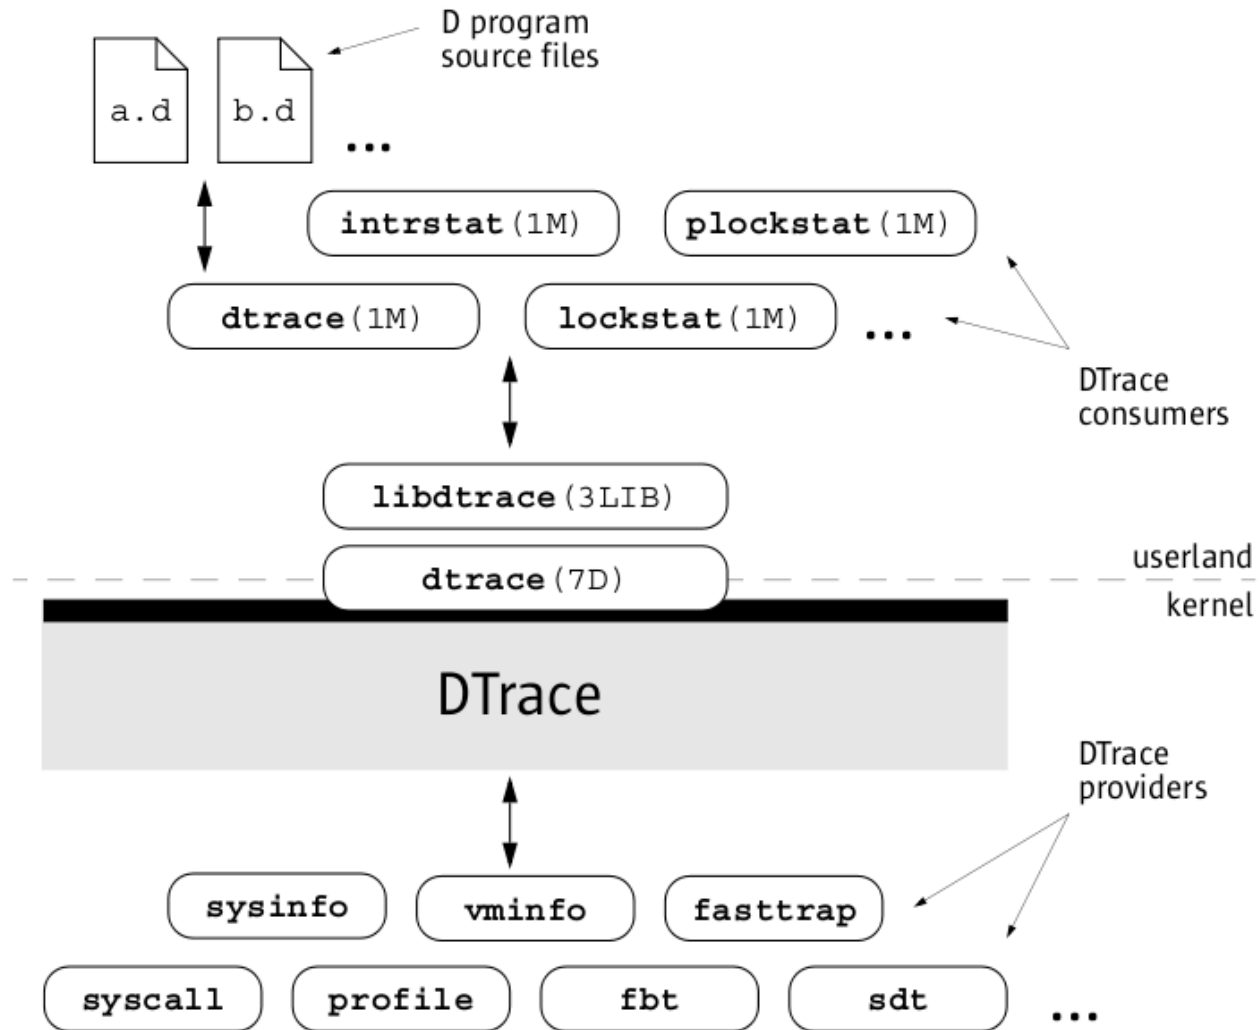 D program
source files
a.d
b.d
...
intrstat(1M)
plockstat(1M)
dtrace(1M)
lockstat(1M)
...
DTrace
consumers
libdtrace(3LIB)
dtrace(7D)
userland
kernel
DTrace
DTrace
providers
sysinfo
vminfo
fasttrap
syscall
profile
fbt
sdt
...